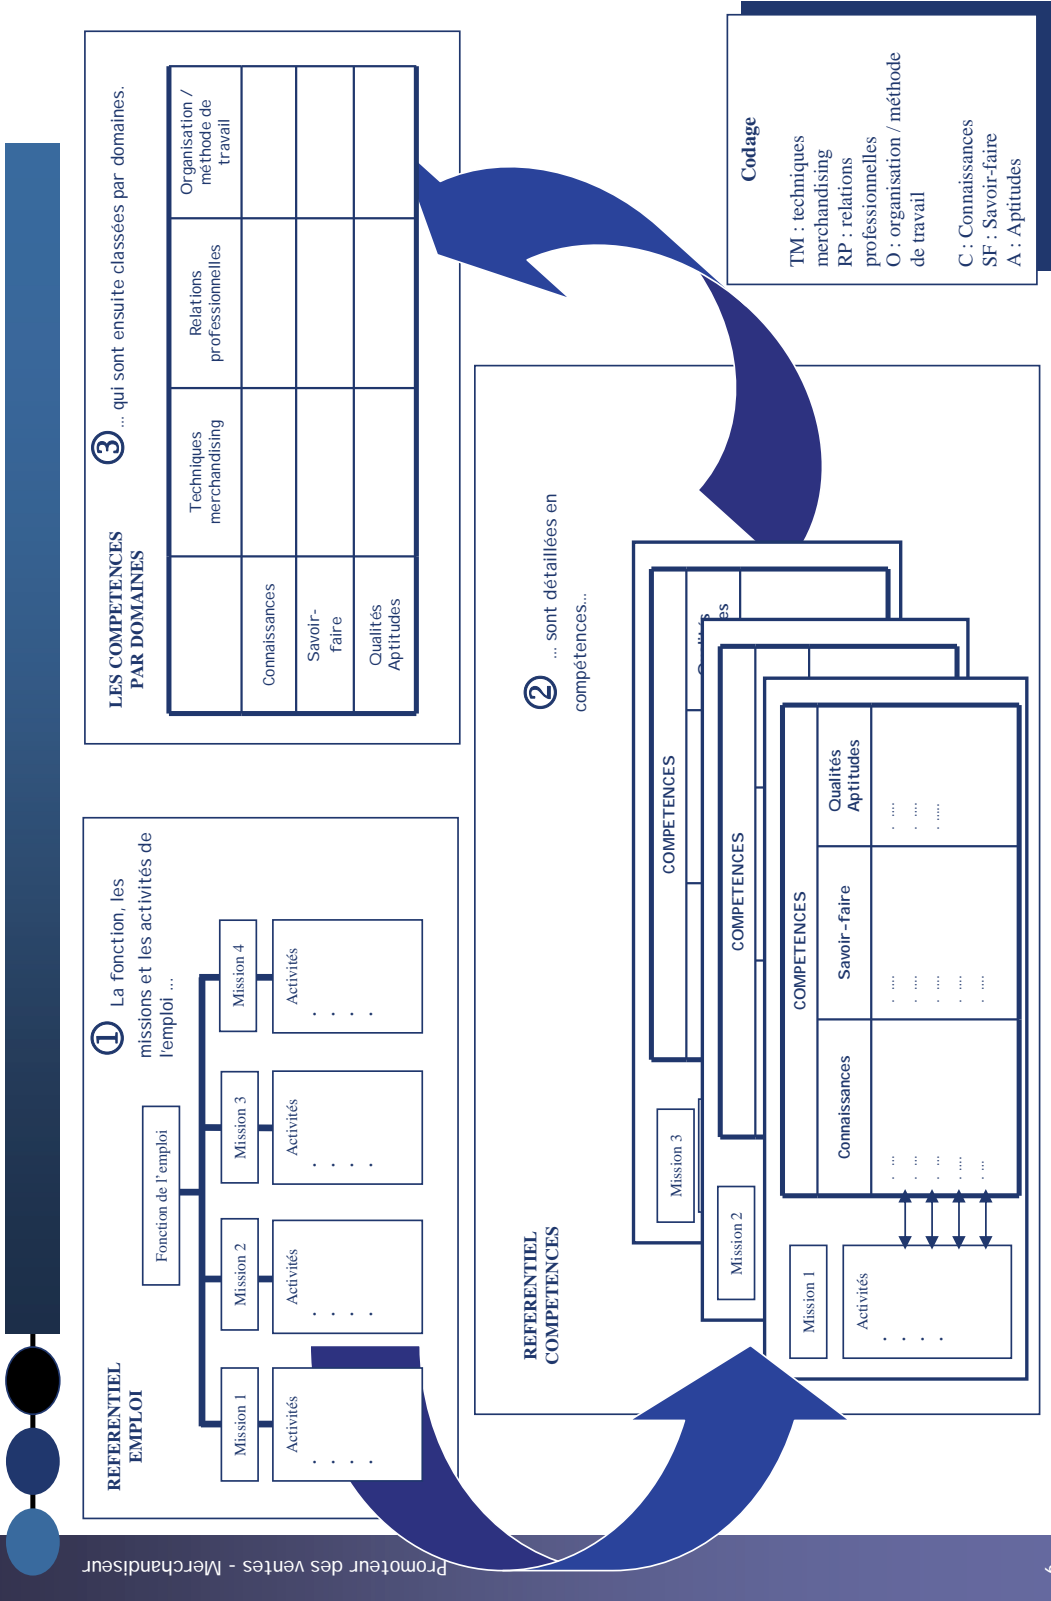 REFERENTIEL
EMPLOI
① La fonction, les
missions et les activités de
l'emploi ...
Fonction de l'emploi
Mission 1
Mission 2
Mission 3
Mission 4
Activités
. . . .
Activités
. . . .
Activités
. . . .
Activités
. . . .
LES COMPETENCES
PAR DOMAINES
③ ... qui sont ensuite classées par domaines.
Techniques
merchandising
Relations
professionnelles
Organisation /
méthode de
travail
Connaissances
Savoir-
faire
Qualités
Aptitudes
REFERENTIEL
COMPETENCES
② ... sont détaillées en
compétences...
Mission 3
COMPETENCES
Mission 2
COMPETENCES
Mission 1
Activités
. . . .
COMPETENCES
Connaissances
Savoir-faire
Qualités
Aptitudes
. ... . .... . ....
. ... . .... . ....
. ... . .... . .....
. .... . ....
. ... . ....
Codage
TM : techniques
merchandising
RP : relations
professionnelles
O : organisation / méthode
de travail
C : Connaissances
SF : Savoir-faire
A : Aptitudes
Promoteur des ventes - Merchandiseur